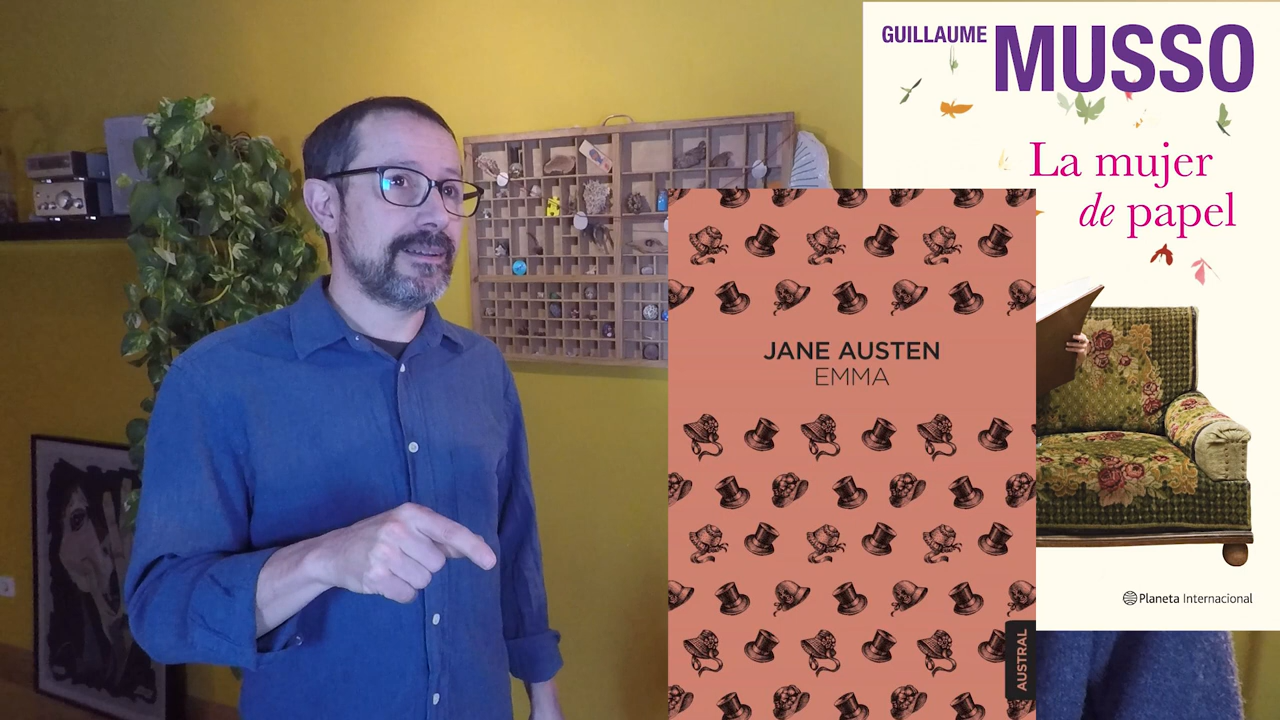 GUILLAUME MUSSO
La mujer
de papel
JANE AUSTEN
EMMA
Planeta Internacional
AUSTRAL